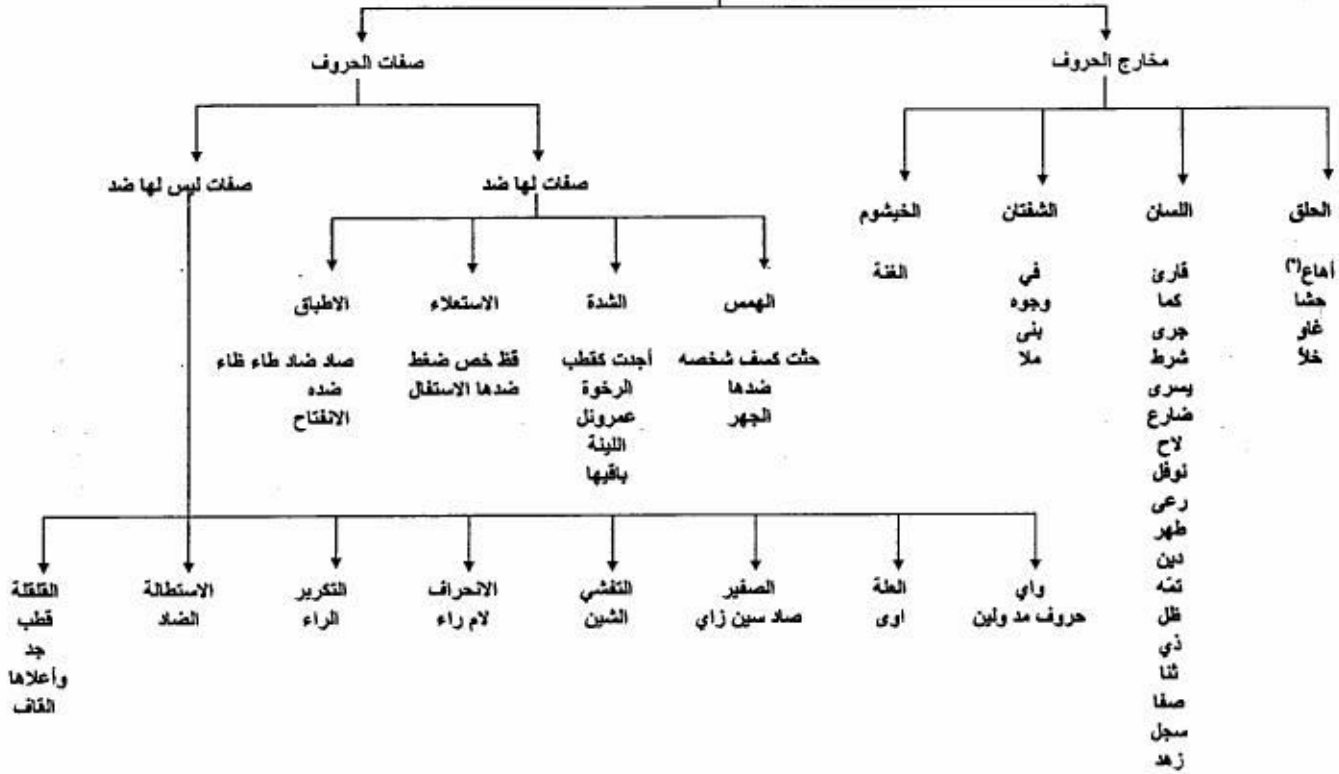 مخارج الحروف
صفات الحروف
صفات لها ضد
صفات ليس لها ضد
الحلق
أهاع(*)
حشا
غاو
خلأ
اللسان
قارئ
كما
جرى
شرط
يسرى
ضارع
لاح
نوفل
رعى
طهر
دين
تمّه
ظل
ذي
ثنا
صفا
سجل
زهد
الشفتان
في
وجوه
بنى
ملا
الخيشوم
الغنة
الهمس
حثت كسف شخصه
ضدها
الجهر
الشدة
أجدت كقطب
الرخوة
عمرونل
اللينة
باقيها
الاستعلاء
قظ خص ضغط
ضدها الاستفال
الاطباق
صاد ضاد طاء ظاء
ضده
الانفتاح
واي
حروف مد ولين
العلة
اوى
الصفير
صاد سين زاي
التفشي
الشين
الانحراف
لام راء
التكرير
الراء
الاستطالة
الضاد
القلقلة
قطب
جد
وأعلاها
القاف